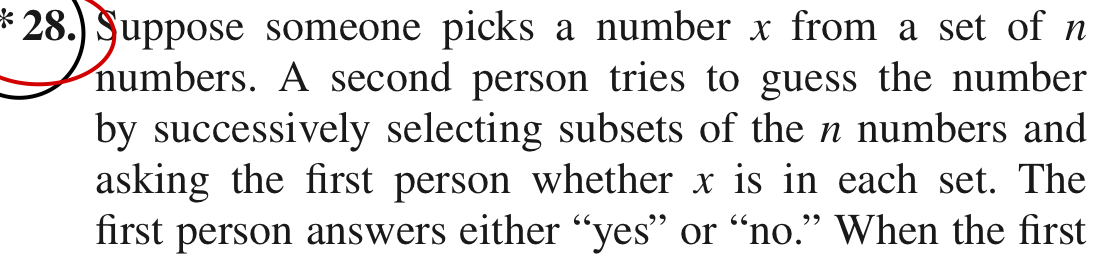 *28. Suppose someone picks a number x from a set of n
numbers. A second person tries to guess the number
by successively selecting subsets of the n numbers and
asking the first person whether x is in each set. The
first person answers either “yes” or “no.” When the first